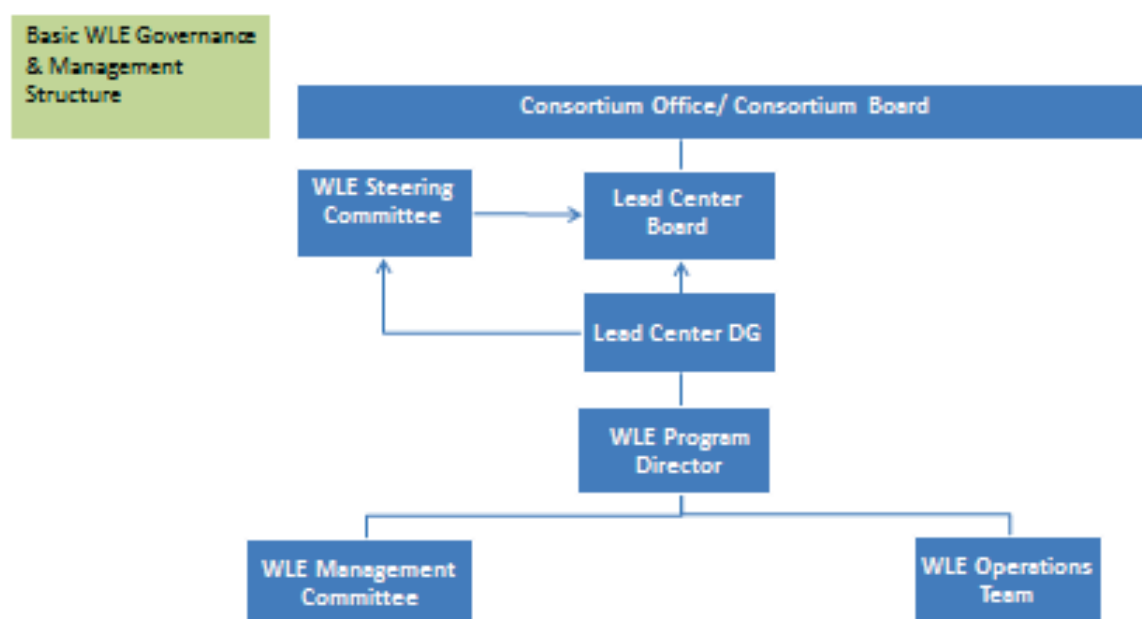 Basic WLE Governance
& Management
Structure
Consortium Office/ Consortium Board
WLE Steering
Committee
Lead Center
Board
Lead Center DG
WLE Program
Director
WLE Management
Committee
WLE Operations
Team